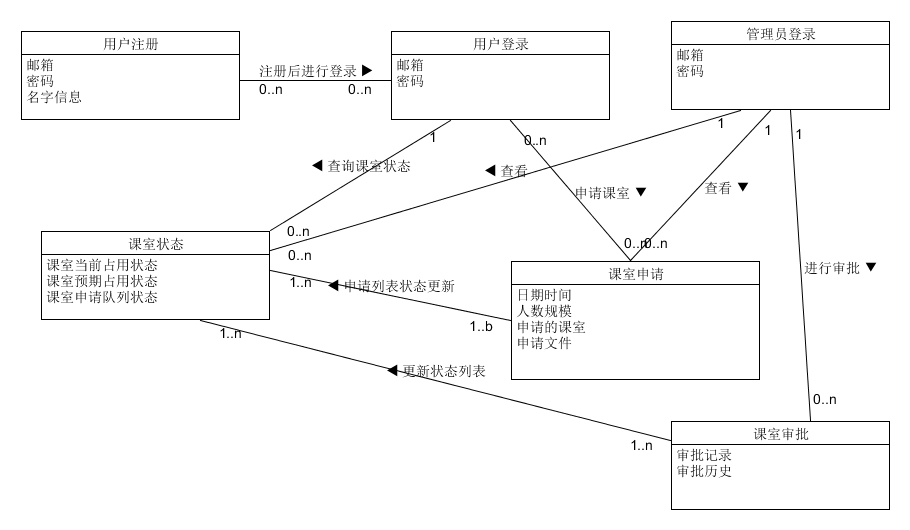 用户注册
邮箱
密码
名字信息
注册后进行登录 ▶
0..n
0..n
用户登录
邮箱
密码
管理员登录
邮箱
密码
1
0..n
1
1
1
◀ 查询课室状态
◀ 查看
申请课室 ▼
查看 ▼
0..n
0..n
0..n
0..n
课室状态
课室当前占用状态
课室预期占用状态
课室申请队列状态
1..n
◀ 申请列表状态更新
1..b
课室申请
日期时间
人数规模
申请的课室
申请文件
进行审批 ▼
1..n
◀ 更新状态列表
1..n
0..n
课室审批
审批记录
审批历史